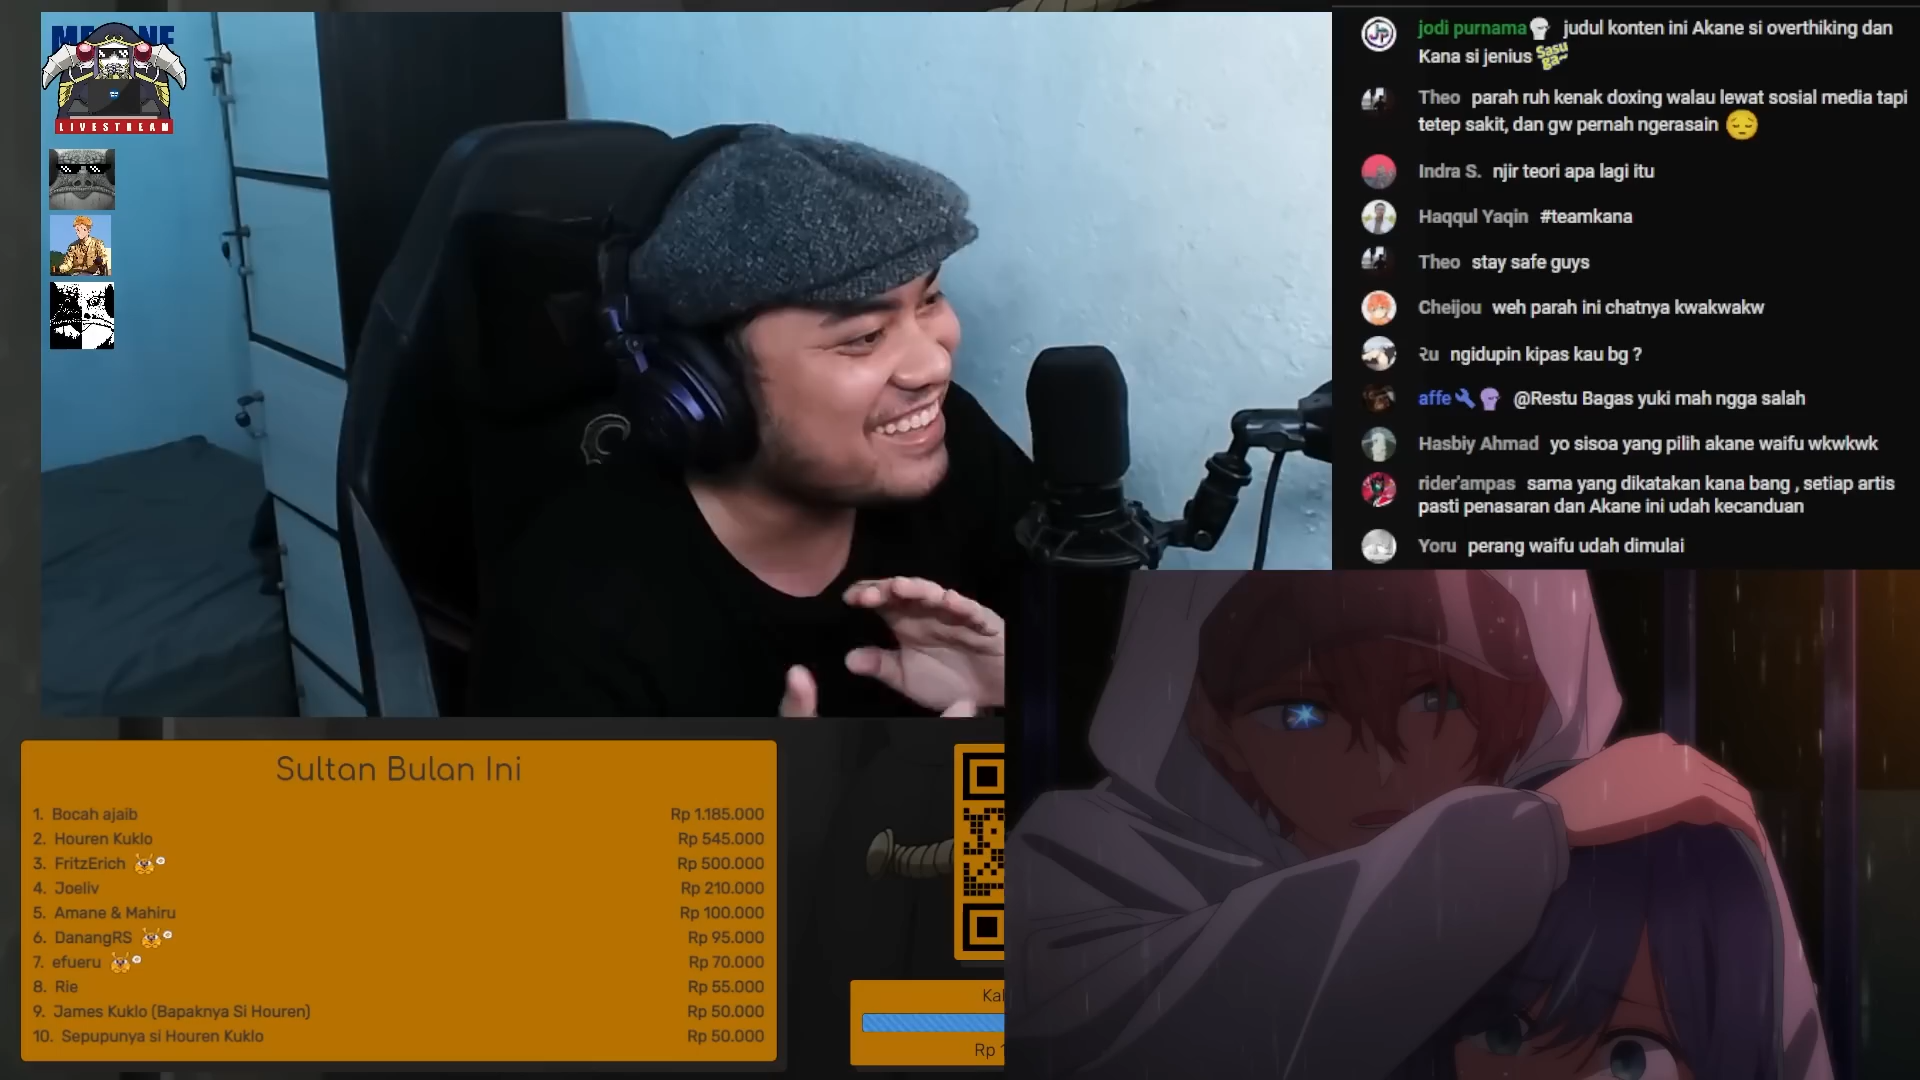 LIVESTREAM
jodi purnama judul konten ini Akane si overthiking dan
Kana si jenius Sasu
ga~
Theo parah ruh kenak doxing walau lewat sosial media tapi
tetep sakit, dan gw pernah ngerasain
Indra S. njir teori apa lagi itu
Haqqul Yaqin #teamkana
Theo stay safe guys
Cheijou weh parah ini chatnya kwakwakw
Ru ngidupin kipas kau bg ?
affe @Restu Bagas yuki mah ngga salah
Hasbiy Ahmad yo sisoa yang pilih akane waifu wkwkwk
rider'ampas sama yang dikatakan kana bang , setiap artis
pasti penasaran dan Akane ini udah kecanduan
Yoru perang waifu udah dimulai
Sultan Bulan Ini
1. Bocah ajaib Rp 1.185.000
2. Houren Kuklo Rp 545.000
3. FritzErich Rp 500.000
4. Joeliv Rp 210.000
5. Amane & Mahiru Rp 100.000
6. DanangRS Rp 95.000
7. efueru Rp 70.000
8. Rie Rp 55.000
9. James Kuklo (Bapaknya Si Houren) Rp 50.000
10. Sepupunya si Houren Kuklo Rp 50.000
Kal
Rp 1